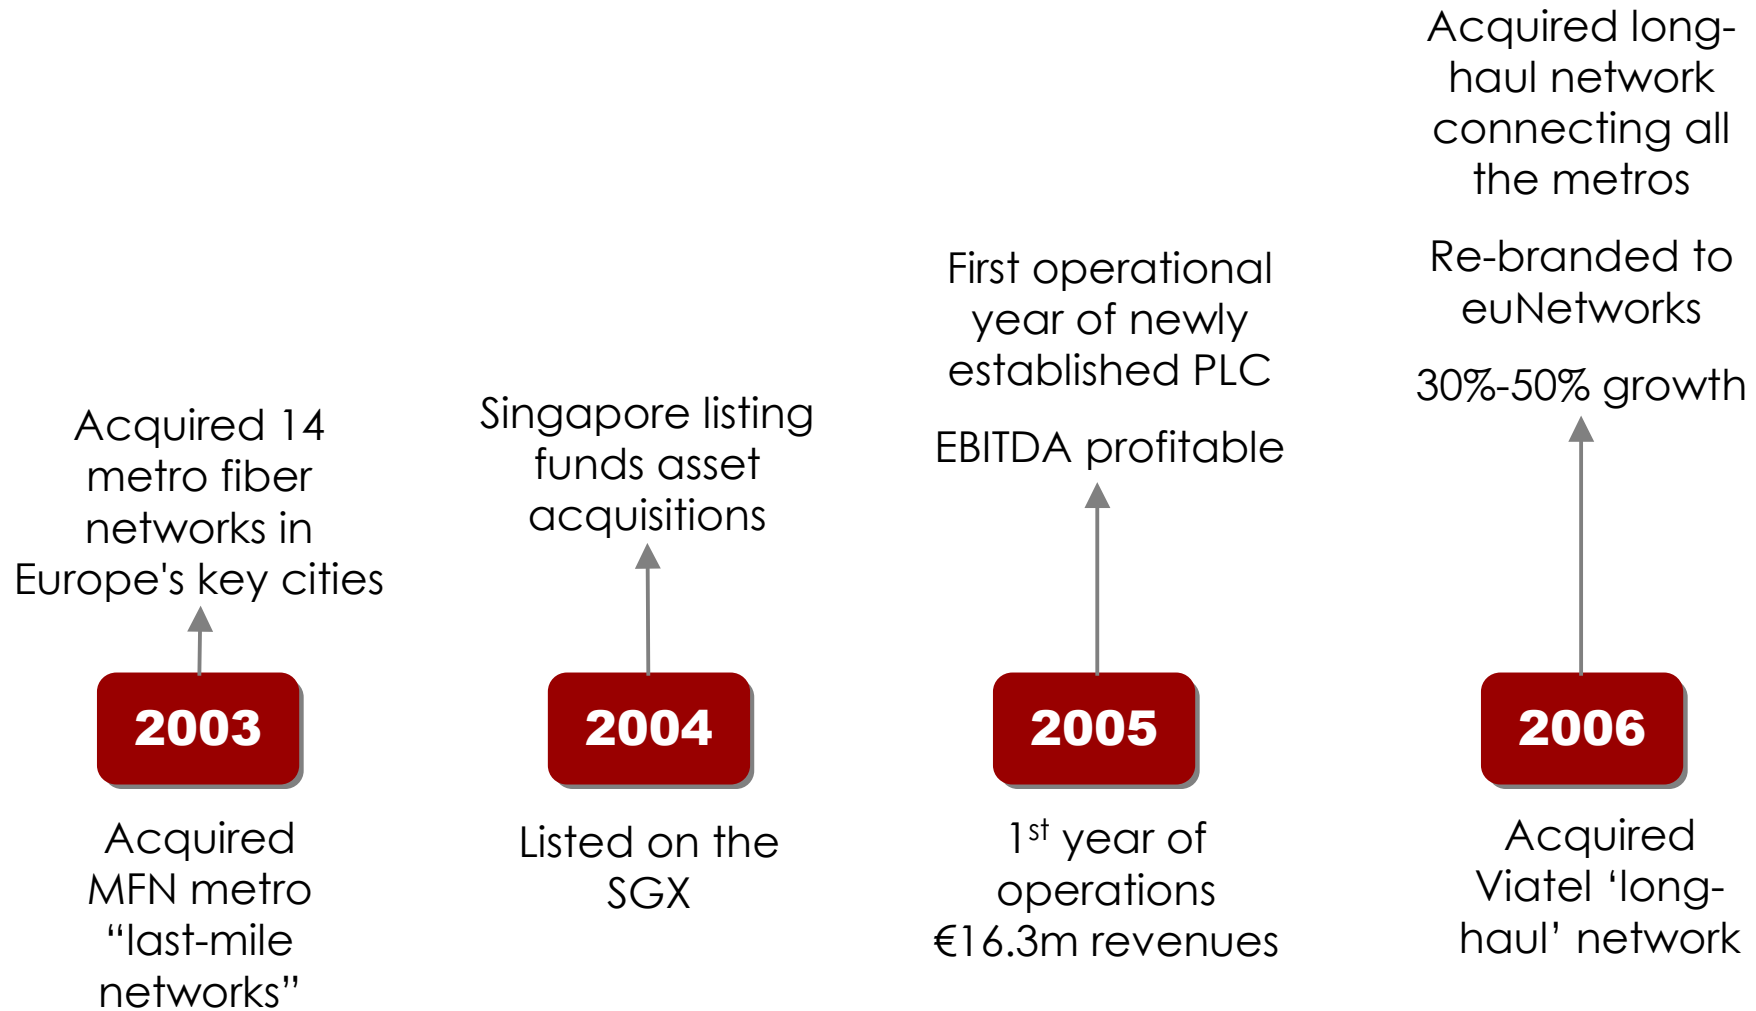 Acquired 14
metro fiber
networks in
Europe's key cities
2003
Acquired
MFN metro
“last-mile
networks”
Singapore listing
funds asset
acquisitions
2004
Listed on the
SGX
First operational
year of newly
established PLC
EBITDA profitable
2005
1st year of
operations
€16.3m revenues
Acquired long-
haul network
connecting all
the metros
Re-branded to
euNetworks
30%-50% growth
2006
Acquired
Viatel ‘long-
haul’ network